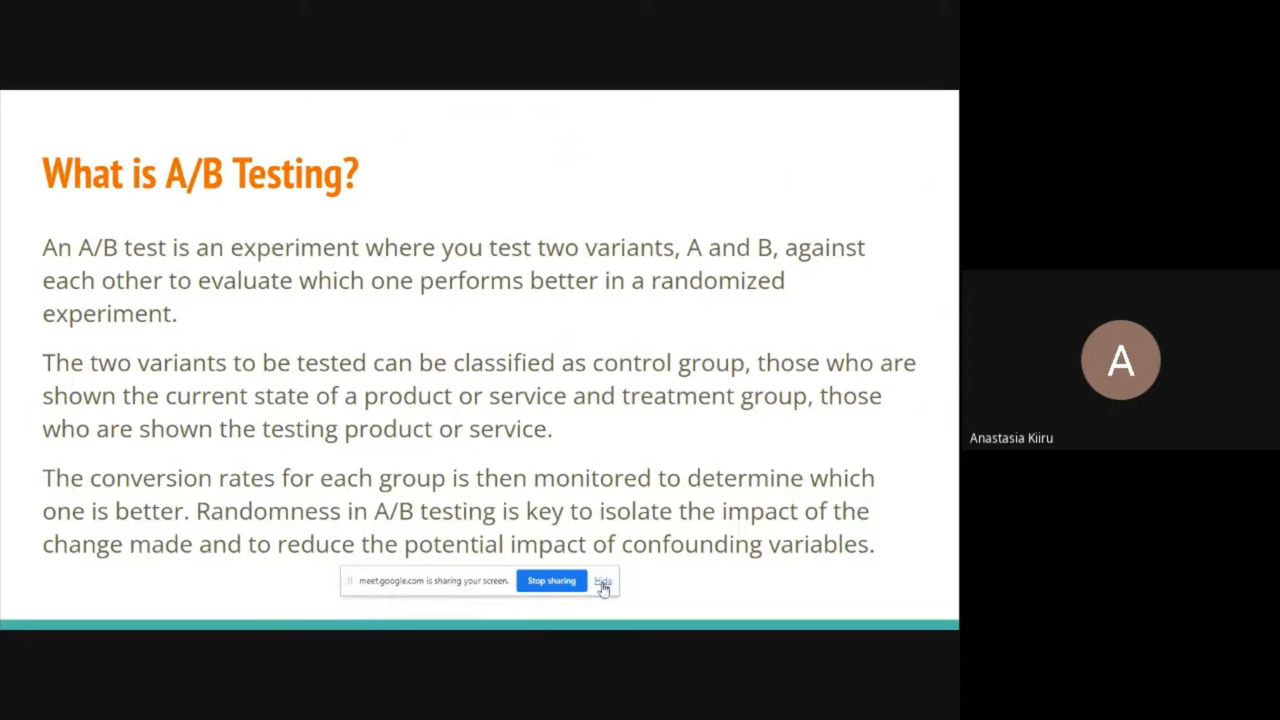 What is A/B Testing?
An A/B test is an experiment where you test two variants, A and B, against
each other to evaluate which one performs better in a randomized
experiment.
The two variants to be tested can be classified as control group, those who are
shown the current state of a product or service and treatment group, those
who are shown the testing product or service.
The conversion rates for each group is then monitored to determine which
one is better. Randomness in A/B testing is key to isolate the impact of the
change made and to reduce the potential impact of confounding variables.
meet.google.com is sharing your screen. Stop sharing Hide
A
Anastasia Kiiru